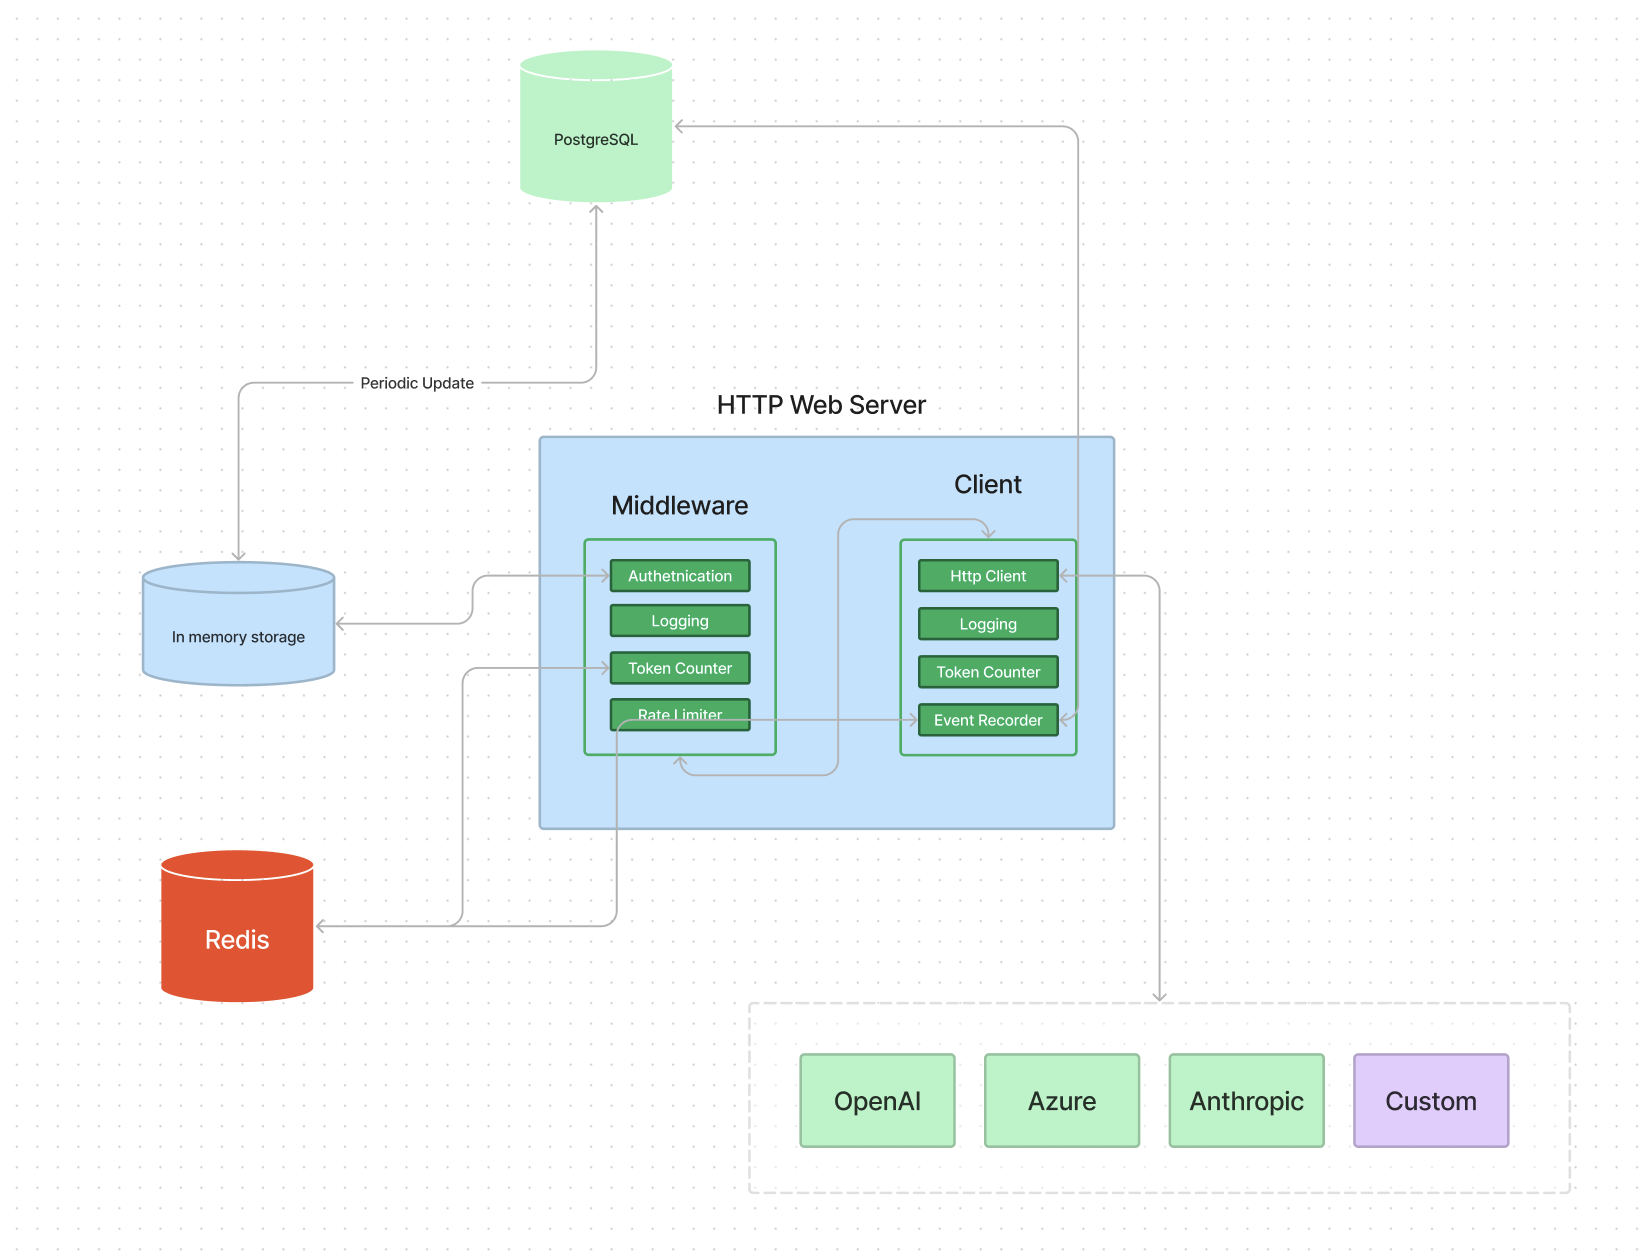 PostgreSQL
Periodic Update
HTTP Web Server
Client
Middleware
Authetnication
Http Client
Logging
Logging
In memory storage
Token Counter
Token Counter
Rate Limiter
Event Recorder
Redis
OpenAI
Azure
Anthropic
Custom